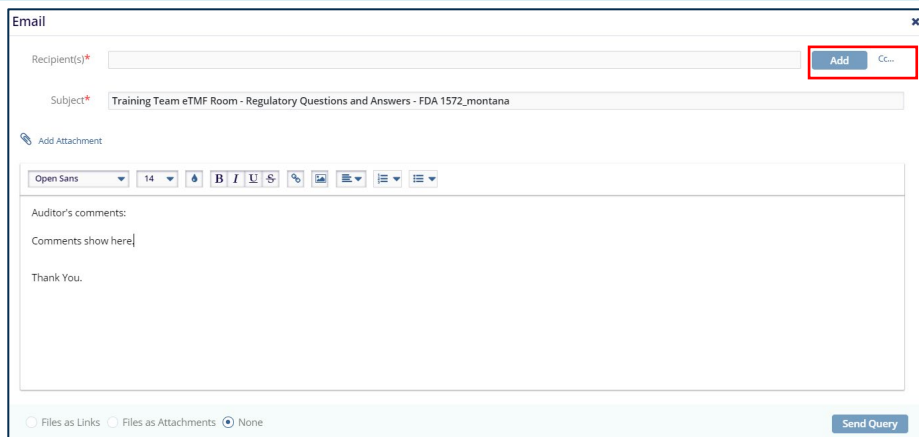 Email
Recipient(s)* Add Cc...
Subject* Training Team eTMF Room - Regulatory Questions and Answers - FDA 1572_montana
Add Attachment
Open Sans 14 B I U S
Auditor's comments:
Comments show here.
Thank You.
Files as Links Files as Attachments None Send Query